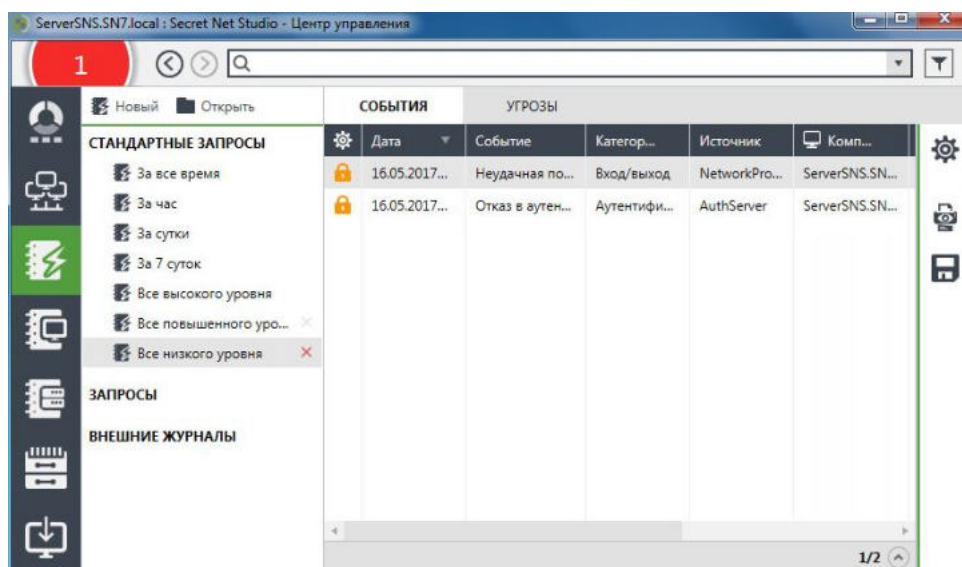 ServerSNS.SN7.local : Secret Net Studio - Центр управления
1
Новый Открыть
СТАНДАРТНЫЕ ЗАПРОСЫ
За все время
За час
За сутки
За 7 суток
Все высокого уровня
Все повышенного уро...
Все низкого уровня
ЗАПРОСЫ
ВНЕШНИЕ ЖУРНАЛЫ
СОБЫТИЯ УГРОЗЫ
Дата Событие Категор... Источник Комп...
16.05.2017... Неудачная по... Вход/выход NetworkPro... ServerSNS.SN...
16.05.2017... Отказ в аутен... Аутентифи... AuthServer ServerSNS.SN...
1/2